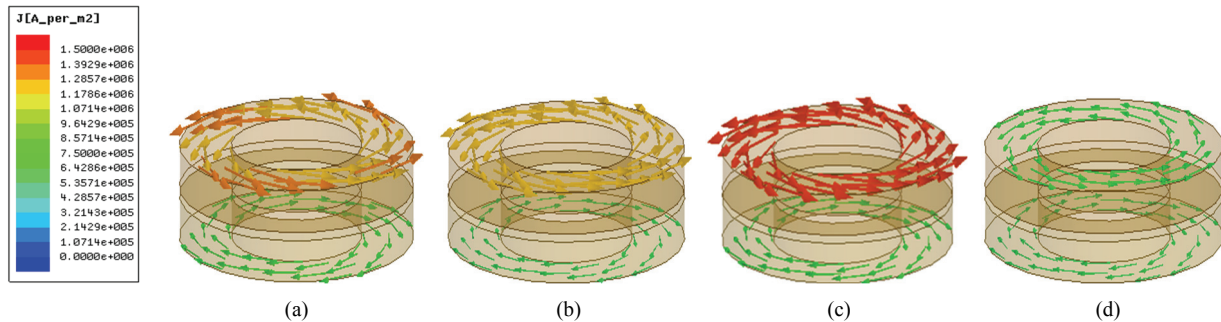 J[A_per_m2]
1.5000e+006
1.3929e+006
1.2857e+006
1.1786e+006
1.0714e+006
9.6429e+005
8.5714e+005
7.5000e+005
6.4286e+005
5.3571e+005
4.2857e+005
3.2143e+005
2.1429e+005
1.0714e+005
0.0000e+000
(a)
(b)
(c)
(d)